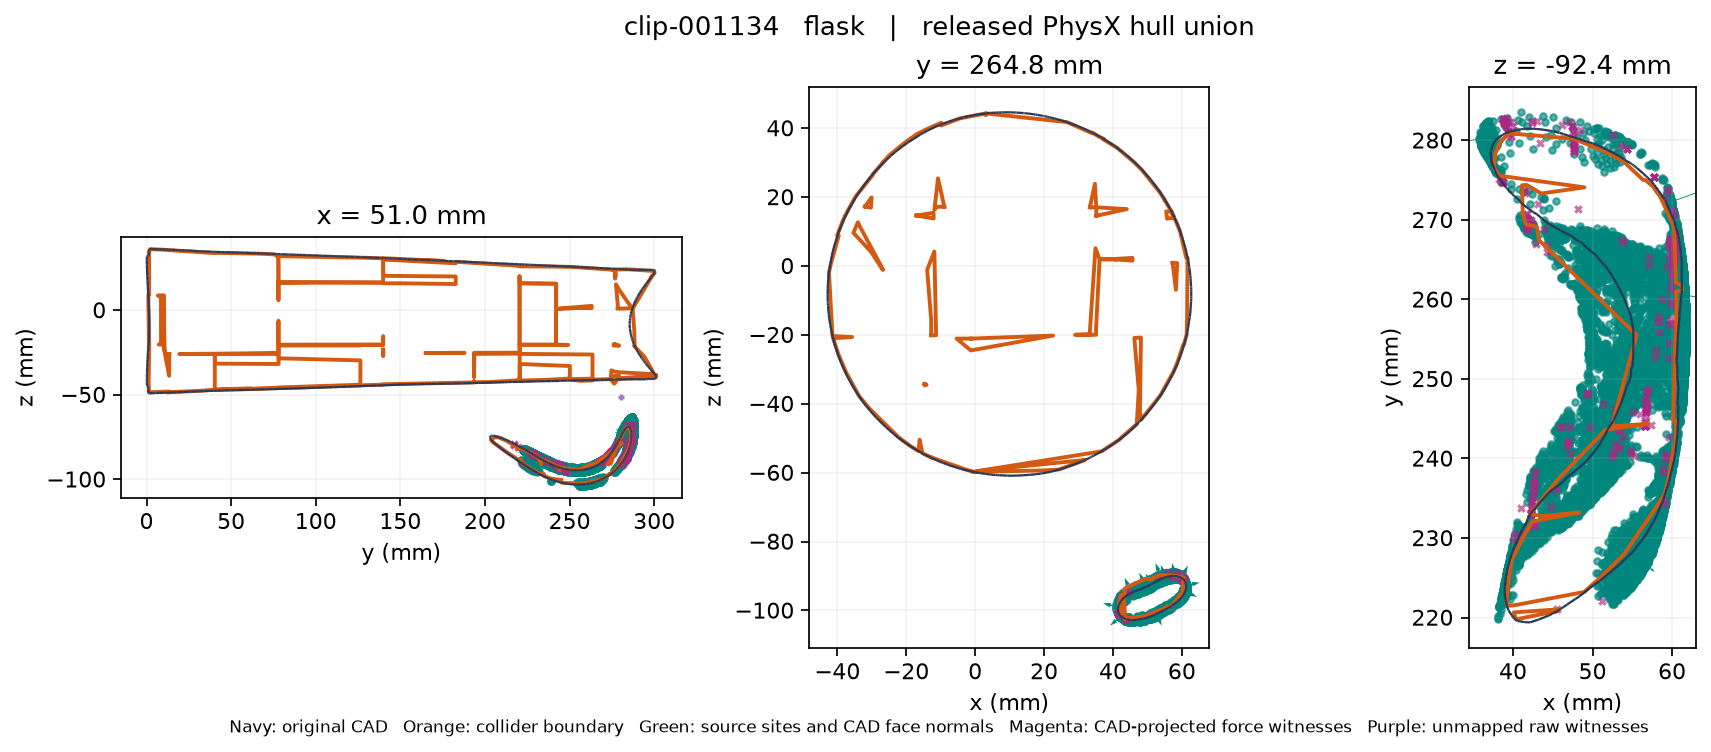 clip-001134   flask   |   released PhysX hull union
x = 51.0 mm
z (mm)
0
−50
−100
0 50 100 150 200 250 300
y (mm)
y = 264.8 mm
z (mm)
40
20
0
−20
−40
−60
−80
−100
−40 −20 0 20 40 60
x (mm)
z = -92.4 mm
y (mm)
280
270
260
250
240
230
220
40 50 60
x (mm)
Navy: original CAD   Orange: collider boundary   Green: source sites and CAD face normals   Magenta: CAD-projected force witnesses   Purple: unmapped raw witnesses